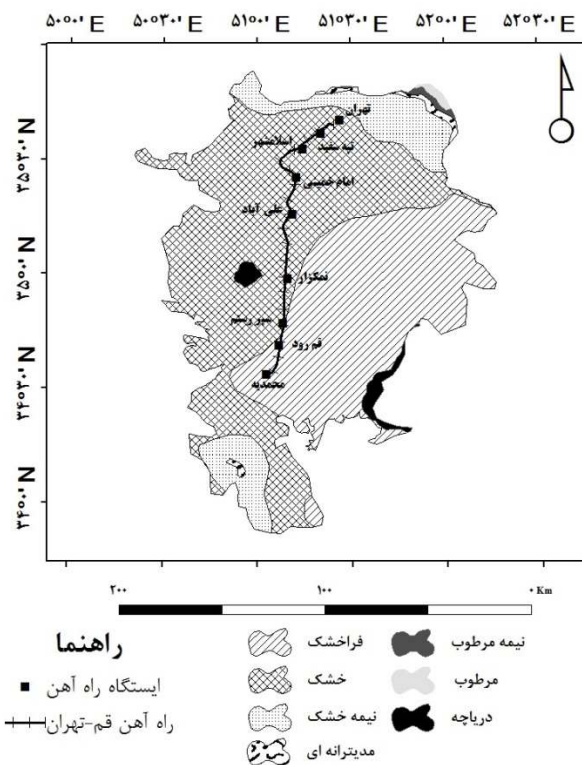 ۵۰°۰' E ۵۰°۳۰' E ۵۱°۰' E ۵۱°۳۰' E ۵۲°۰' E ۵۲°۳۰' E
تهران
تپه سفید
اسلامشهر
۳۵°۳۰' N
امام خمینی
علی آباد
۳۵°۰' N
نمکزار
سپر رستم
قم رود
محمدیه
۳۴°۳۰' N
۳۴°۰' N
۲۰۰ ۱۰۰ ۰ Km
راهنما
ایستگاه راه آهن
راه آهن قم-تهران
فراخشک
خشک
نیمه خشک
مدیترانه ای
نیمه مرطوب
مرطوب
دریاچه